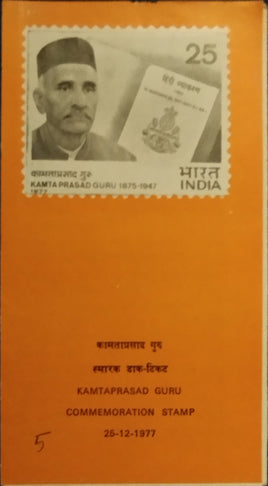 25
हिंदी व्याकरण
कामताप्रसाद गुरु
KAMTA PRASAD GURU 1875-1947
1977
भारत
INDIA
कामताप्रसाद गुरु
स्मारक डाक-टिकट
KAMTAPRASAD GURU
COMMEMORATION STAMP
25-12-1977
5